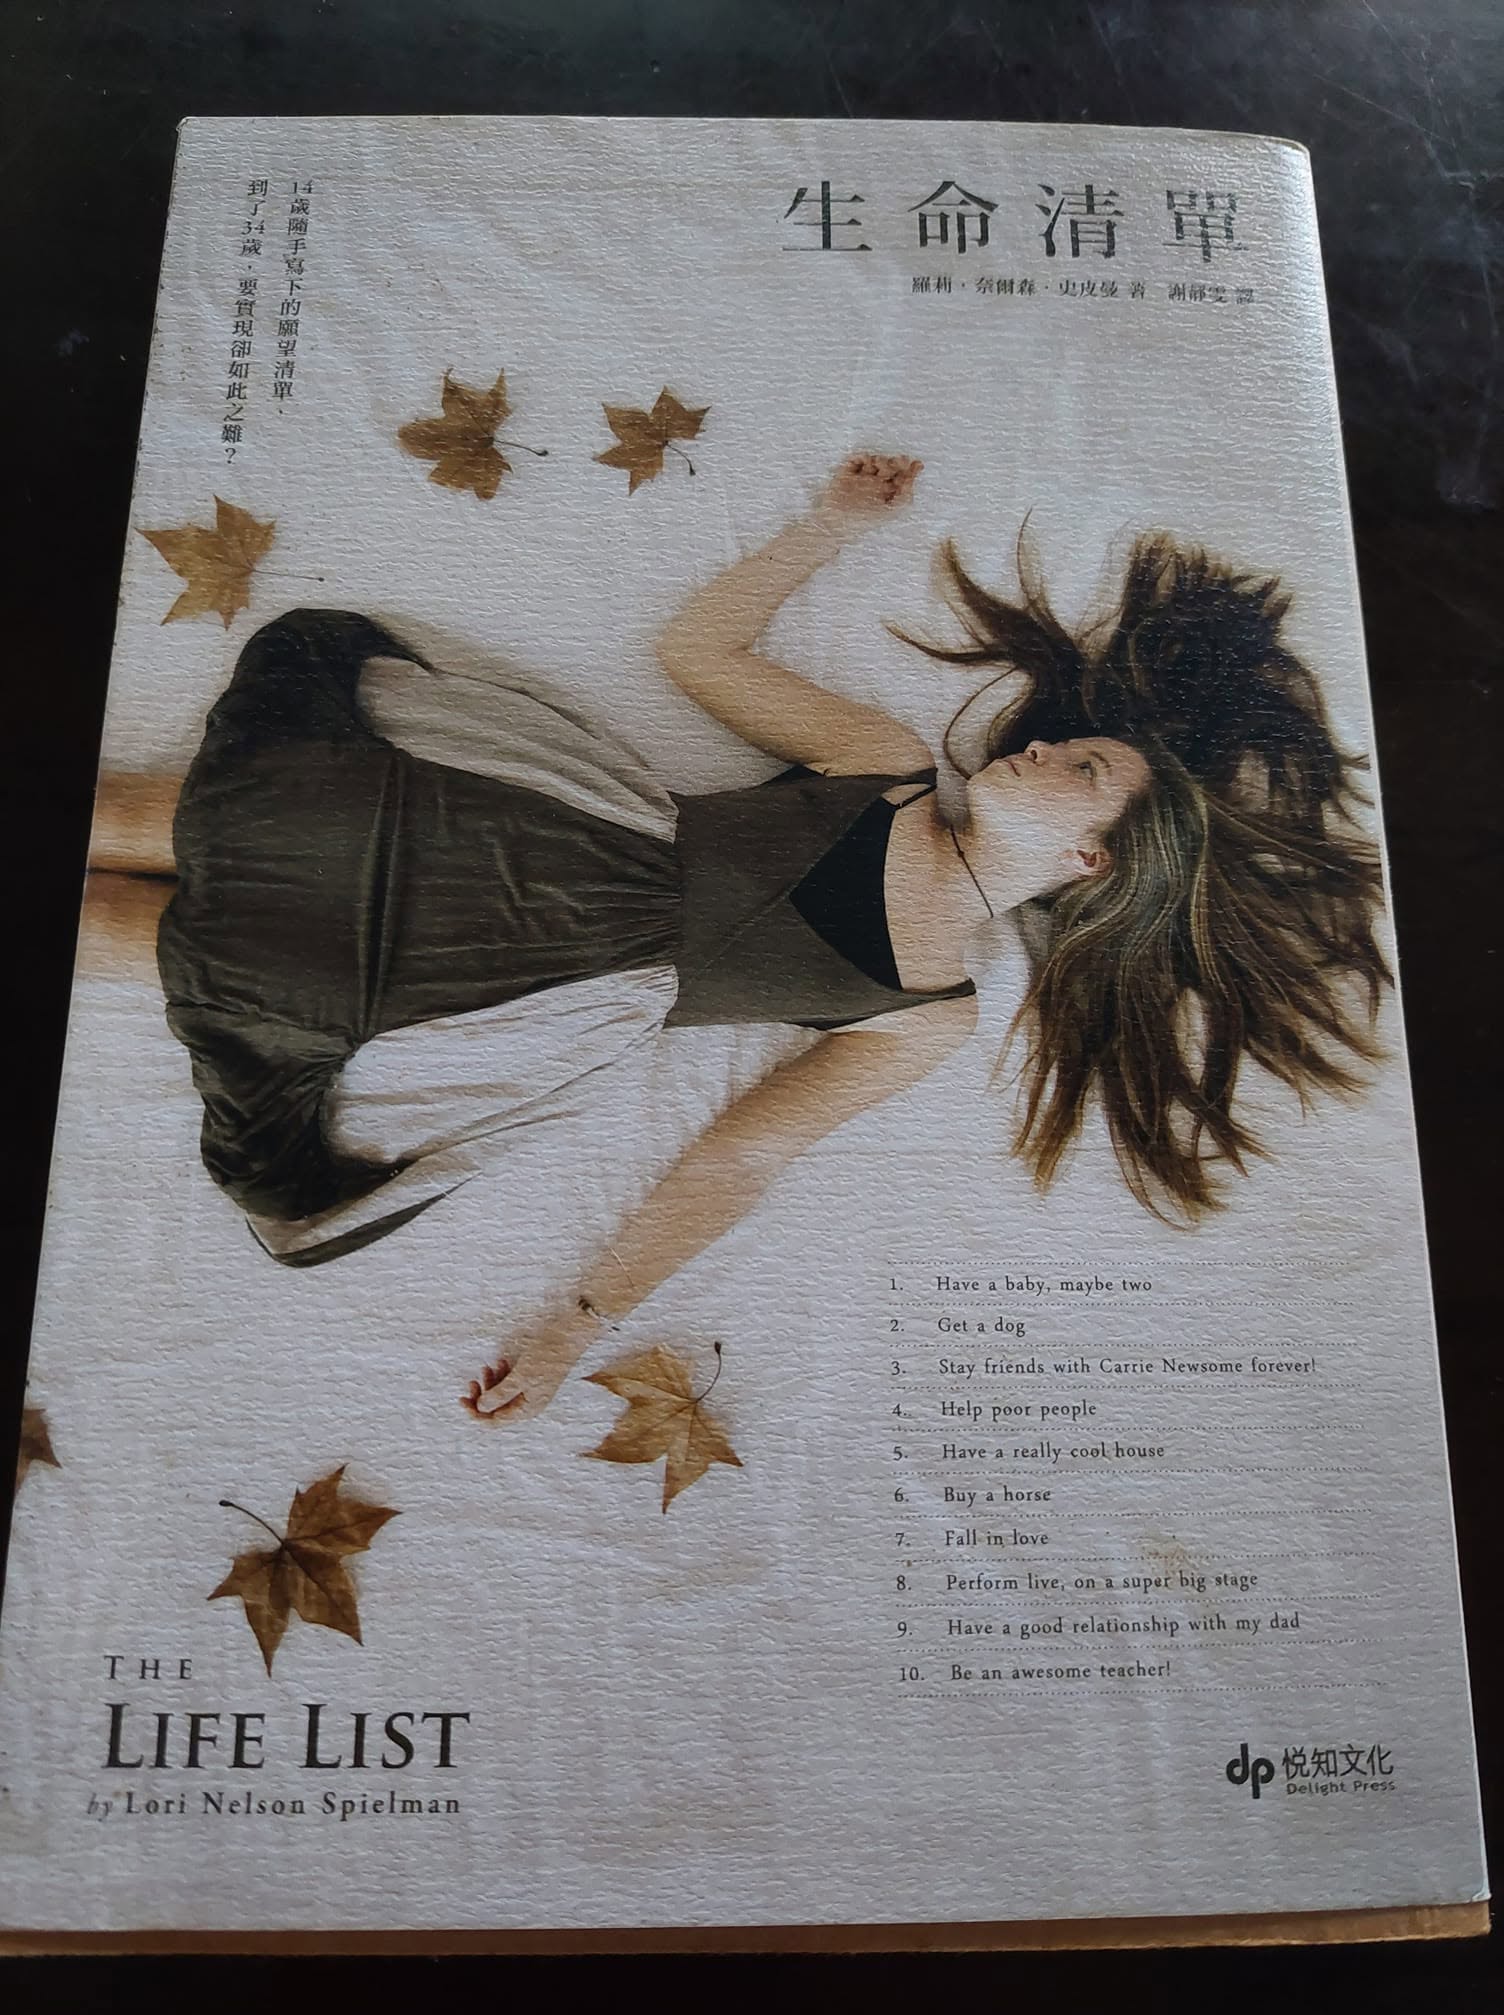 生命清單
羅莉·奈爾森·史皮曼 著 謝靜雯 譯
14歲隨手寫下的願望清單、
到了34歲，要實現卻如此之難？
1. Have a baby, maybe two
2. Get a dog
3. Stay friends with Carrie Newsome forever!
4. Help poor people
5. Have a really cool house
6. Buy a horse
7. Fall in love
8. Perform live, on a super big stage
9. Have a good relationship with my dad
10. Be an awesome teacher!
THE
LIFE LIST
by Lori Nelson Spielman
dp 悦知文化
Delight Press